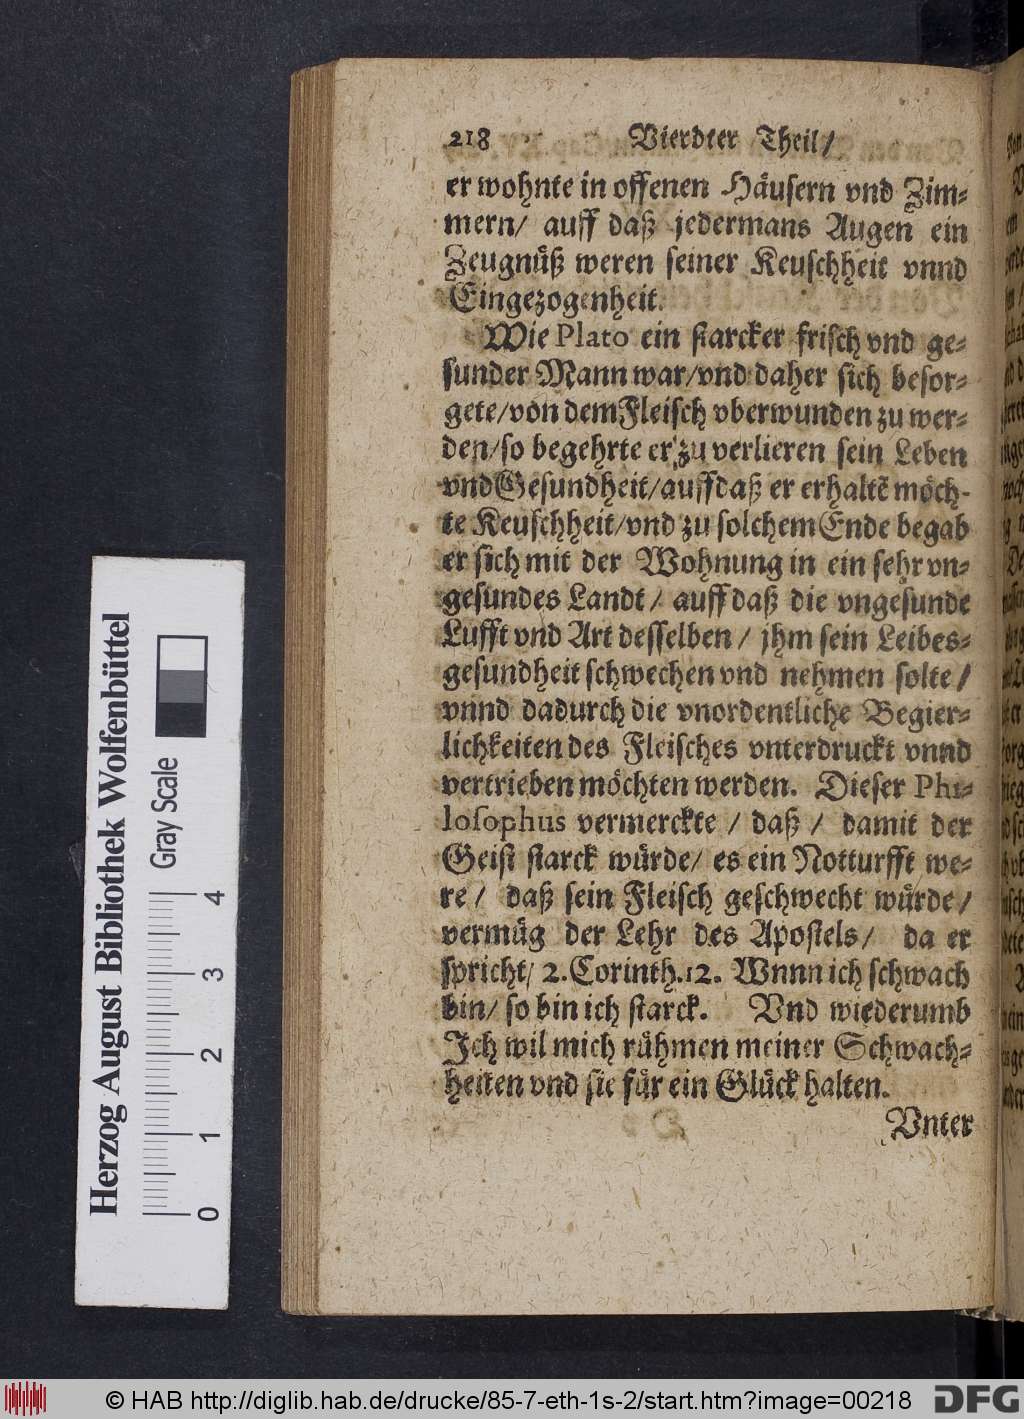 218 Vierdter Theil/
er wohnte in offenen Häusern vnd Zim-
mern/ auff daß jedermans Augen ein
Zeugnüß weren seiner Keuschheit vnnd
Eingezogenheit.
Wie Plato ein starcker frisch vnd ge-
sunder Mann war/vnd daher sich besor-
gete/von dem Fleisch vberwunden zu wer-
den/so begehrte er zu verlieren sein Leben
vnd Gesundheit/auff daß er erhaltẽ möch-
te Keuschheit/vnd zu solchem Ende begab
er sich mit der Wohnung in ein sehr vn-
gesundes Landt/ auff daß die vngesunde
Lufft vnd Art desselben/ jhm sein Leibes-
gesundheit schwechen vnd nehmen solte/
vnnd dadurch die vnordentliche Begier-
lichkeiten des Fleisches vnterdruckt vnnd
vertrieben möchten werden. Dieser Phi-
losophus vermerckte / daß / damit der
Geist starck würde/ es ein Notturfft we-
re/ daß sein Fleisch geschwecht würde/
vermüg der Lehr des Apostels/ da er
spricht/ 2. Corinth. 12. Wnnn ich schwach
bin/ so bin ich starck. Vnd wiederumb
Ich wil mich rühmen meiner Schwach-
heiten vnd sie für ein Glück halten.
Vnter
Herzog August Bibliothek Wolfenbüttel
Gray Scale
0 1 2 3 4
© HAB http://diglib.hab.de/drucke/85-7-eth-1s-2/start.htm?image=00218
DFG